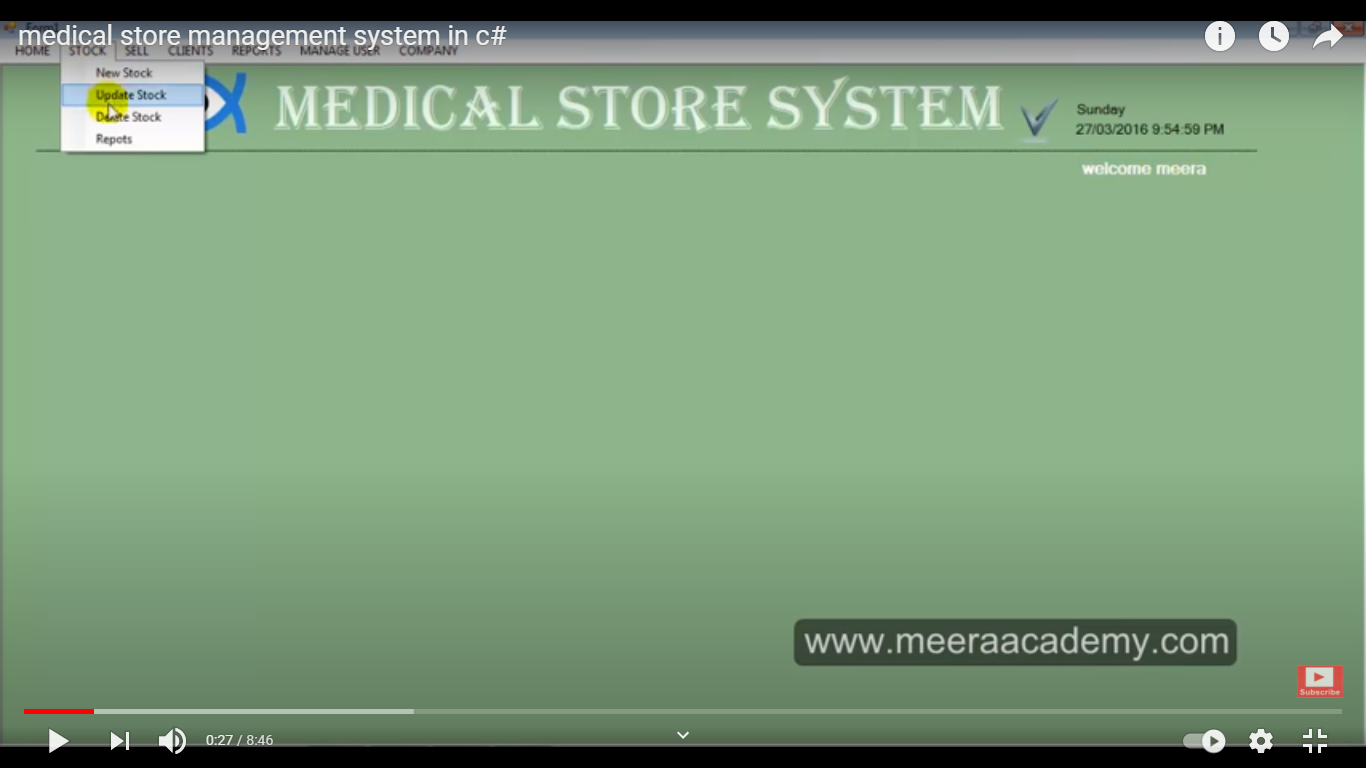 medical store management system in c#
HOME STOCK SELL CLIENTS REPORTS MANAGE USER COMPANY
New Stock
Update Stock
Delete Stock
Repots
MEDICAL STORE SYSTEM
Sunday
27/03/2016 9:54:59 PM
welcome meera
www.meeraacademy.com
Subscribe
0:27 / 8:46